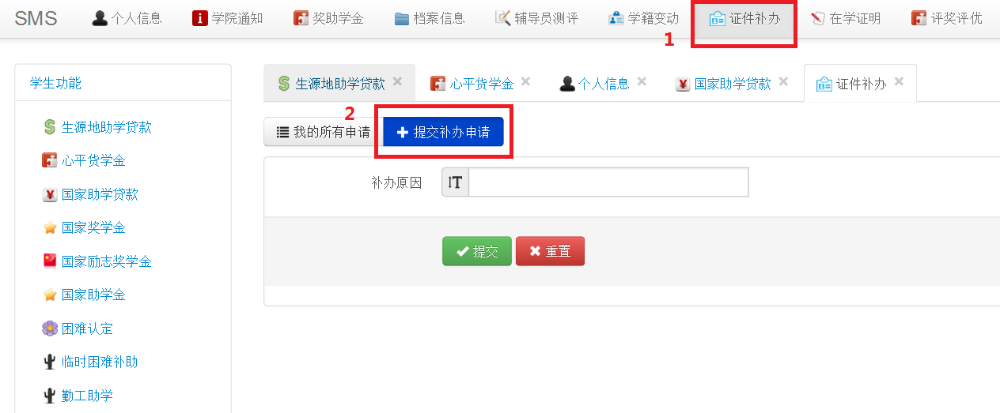 SMS 个人信息 学院通知 奖助学金 档案信息 辅导员测评 学籍变动 证件补办 在学证明 评奖评优
1
学生功能
生源地助学贷款 心平货学金 个人信息 国家助学贷款 证件补办
2
我的所有申请 提交补办申请
生源地助学贷款
心平货学金
补办原因
国家助学贷款
国家奖学金
提交 重置
国家励志奖学金
国家助学金
困难认定
临时困难补助
勤工助学